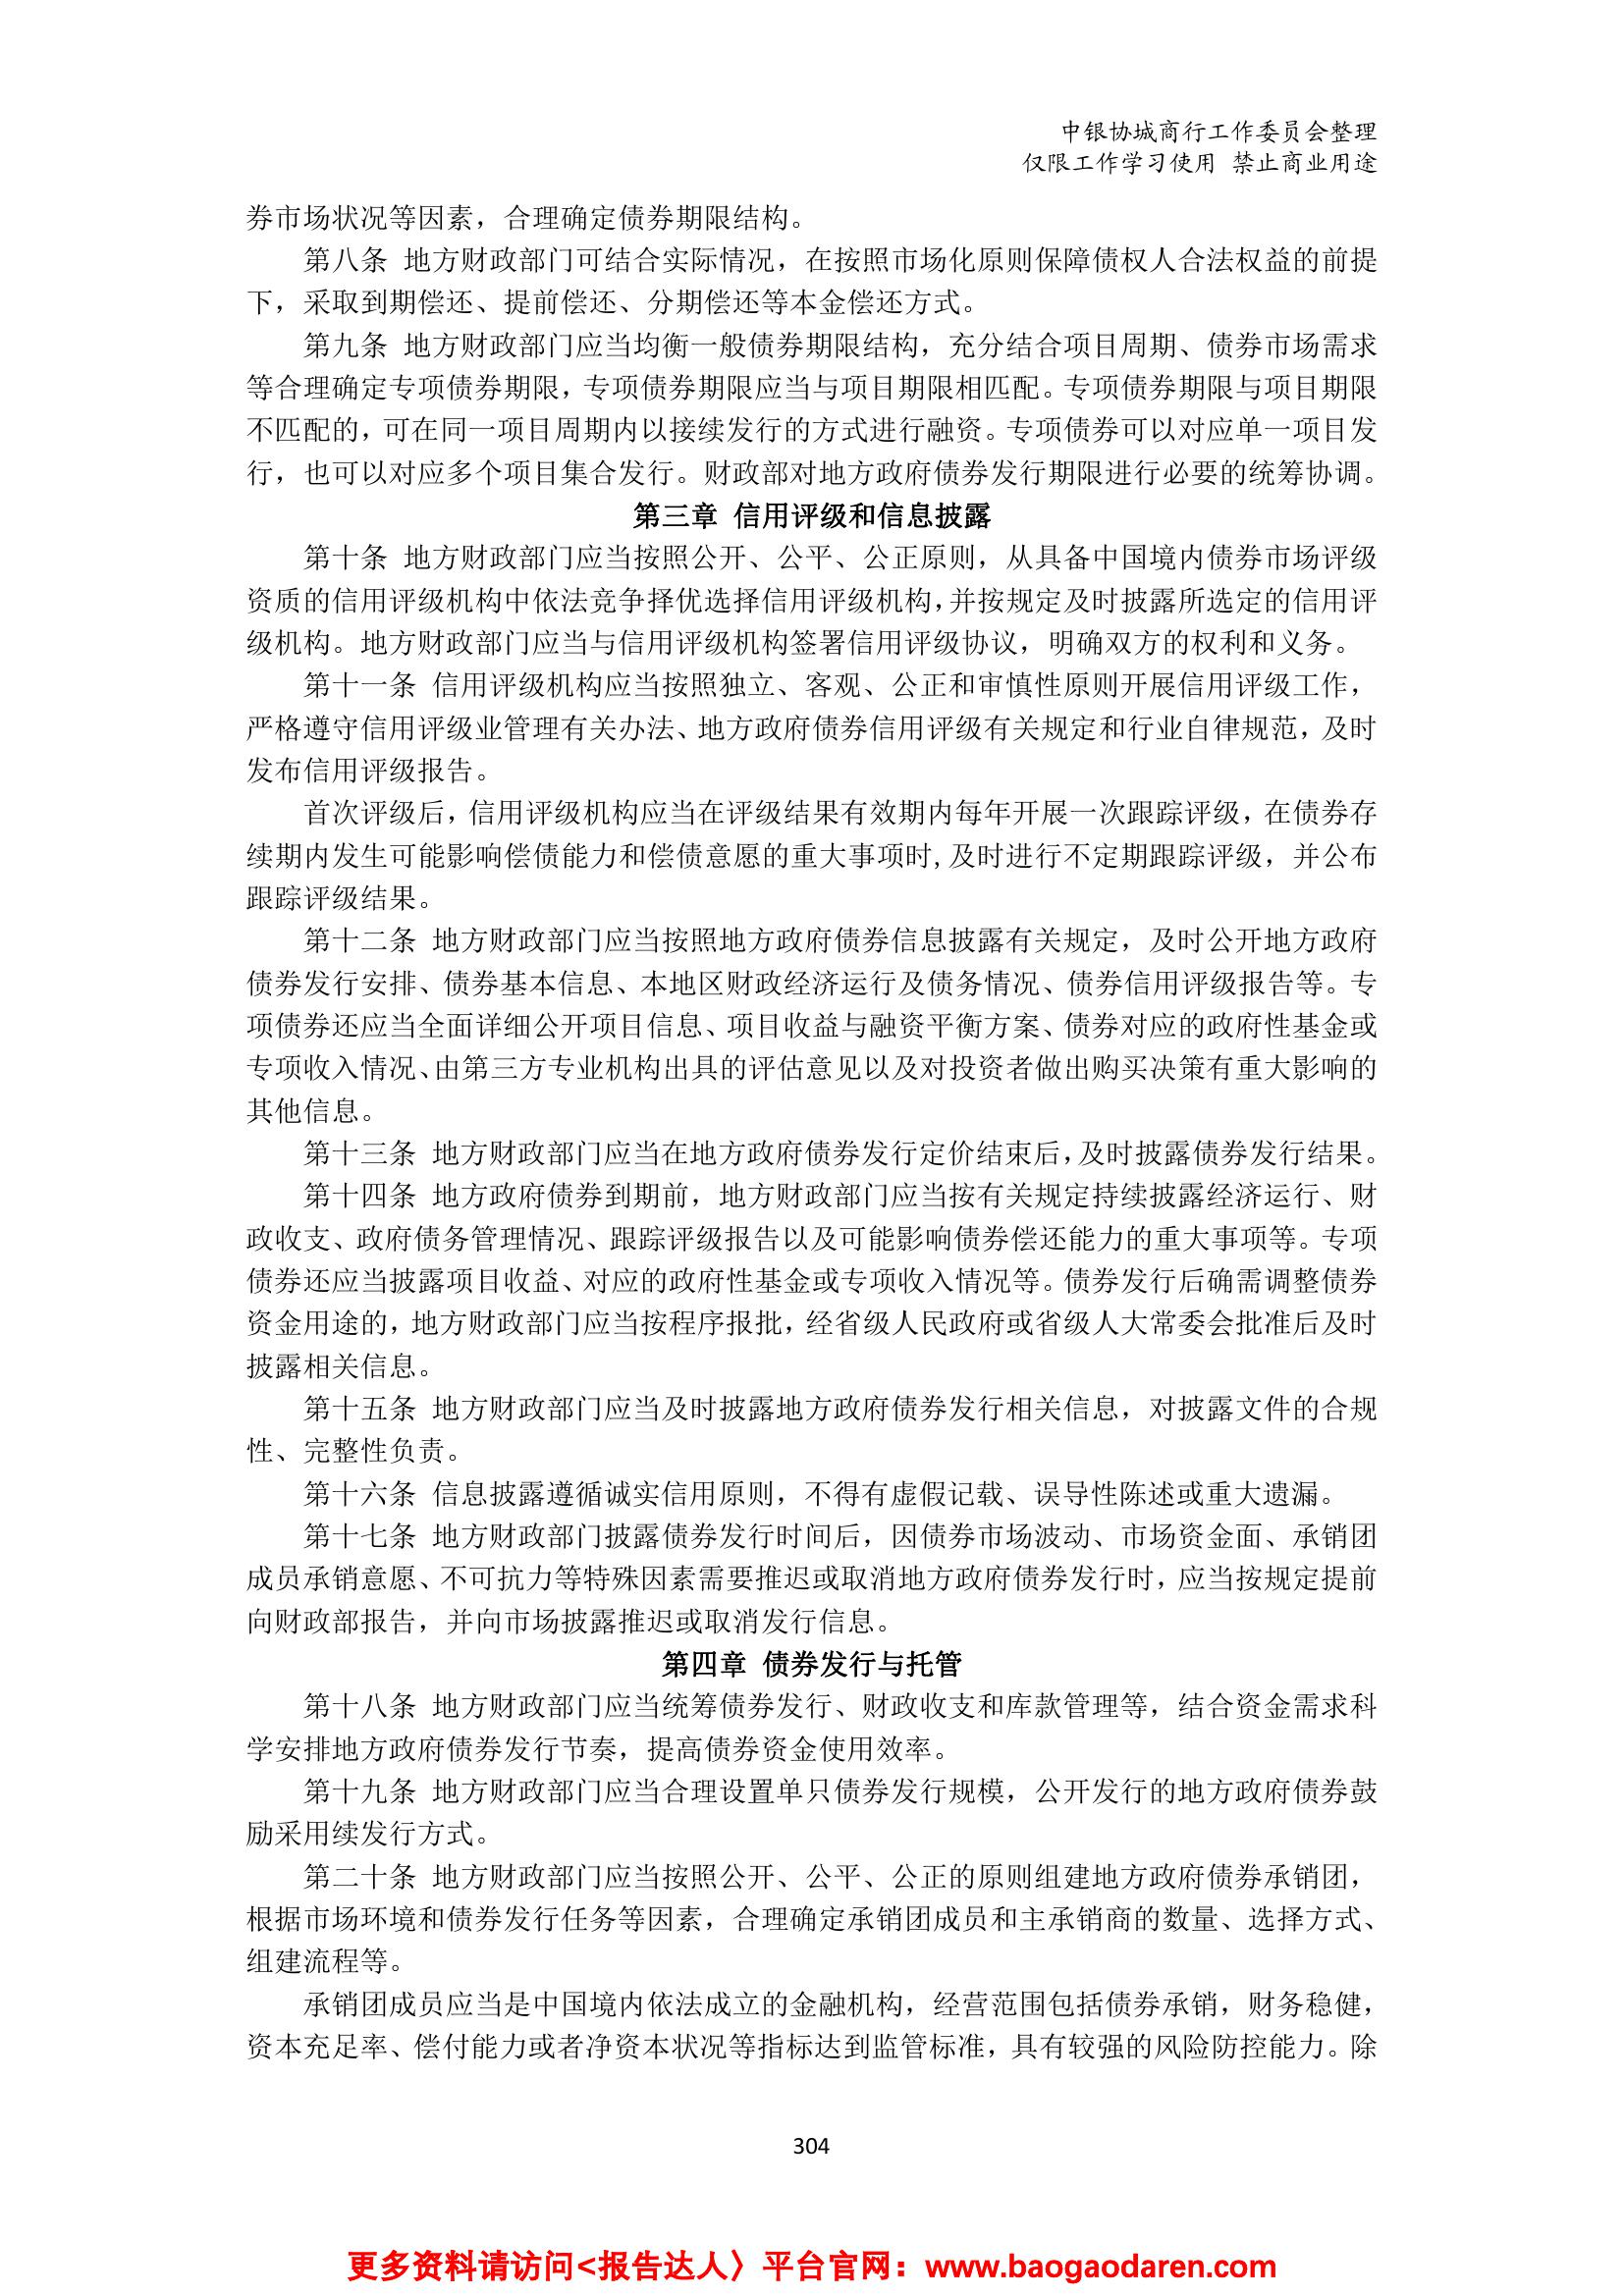 中银协城商行工作委员会整理
仅限工作学习使用 禁止商业用途
券市场状况等因素，合理确定债券期限结构。
第八条 地方财政部门可结合实际情况，在按照市场化原则保障债权人合法权益的前提
下，采取到期偿还、提前偿还、分期偿还等本金偿还方式。
第九条 地方财政部门应当均衡一般债券期限结构，充分结合项目周期、债券市场需求
等合理确定专项债券期限，专项债券期限应当与项目期限相匹配。专项债券期限与项目期限
不匹配的，可在同一项目周期内以接续发行的方式进行融资。专项债券可以对应单一项目发
行，也可以对应多个项目集合发行。财政部对地方政府债券发行期限进行必要的统筹协调。
第三章 信用评级和信息披露
第十条 地方财政部门应当按照公开、公平、公正原则，从具备中国境内债券市场评级
资质的信用评级机构中依法竞争择优选择信用评级机构，并按规定及时披露所选定的信用评
级机构。地方财政部门应当与信用评级机构签署信用评级协议，明确双方的权利和义务。
第十一条 信用评级机构应当按照独立、客观、公正和审慎性原则开展信用评级工作，
严格遵守信用评级业管理有关办法、地方政府债券信用评级有关规定和行业自律规范，及时
发布信用评级报告。
首次评级后，信用评级机构应当在评级结果有效期内每年开展一次跟踪评级，在债券存
续期内发生可能影响偿债能力和偿债意愿的重大事项时,及时进行不定期跟踪评级，并公布
跟踪评级结果。
第十二条 地方财政部门应当按照地方政府债券信息披露有关规定，及时公开地方政府
债券发行安排、债券基本信息、本地区财政经济运行及债务情况、债券信用评级报告等。专
项债券还应当全面详细公开项目信息、项目收益与融资平衡方案、债券对应的政府性基金或
专项收入情况、由第三方专业机构出具的评估意见以及对投资者做出购买决策有重大影响的
其他信息。
第十三条 地方财政部门应当在地方政府债券发行定价结束后，及时披露债券发行结果。
第十四条 地方政府债券到期前，地方财政部门应当按有关规定持续披露经济运行、财
政收支、政府债务管理情况、跟踪评级报告以及可能影响债券偿还能力的重大事项等。专项
债券还应当披露项目收益、对应的政府性基金或专项收入情况等。债券发行后确需调整债券
资金用途的，地方财政部门应当按程序报批，经省级人民政府或省级人大常委会批准后及时
披露相关信息。
第十五条 地方财政部门应当及时披露地方政府债券发行相关信息，对披露文件的合规
性、完整性负责。
第十六条 信息披露遵循诚实信用原则，不得有虚假记载、误导性陈述或重大遗漏。
第十七条 地方财政部门披露债券发行时间后，因债券市场波动、市场资金面、承销团
成员承销意愿、不可抗力等特殊因素需要推迟或取消地方政府债券发行时，应当按规定提前
向财政部报告，并向市场披露推迟或取消发行信息。
第四章 债券发行与托管
第十八条 地方财政部门应当统筹债券发行、财政收支和库款管理等，结合资金需求科
学安排地方政府债券发行节奏，提高债券资金使用效率。
第十九条 地方财政部门应当合理设置单只债券发行规模，公开发行的地方政府债券鼓
励采用续发行方式。
第二十条 地方财政部门应当按照公开、公平、公正的原则组建地方政府债券承销团，
根据市场环境和债券发行任务等因素，合理确定承销团成员和主承销商的数量、选择方式、
组建流程等。
承销团成员应当是中国境内依法成立的金融机构，经营范围包括债券承销，财务稳健，
资本充足率、偿付能力或者净资本状况等指标达到监管标准，具有较强的风险防控能力。除
304
更多资料请访问<报告达人〉平台官网：www.baogaodaren.com